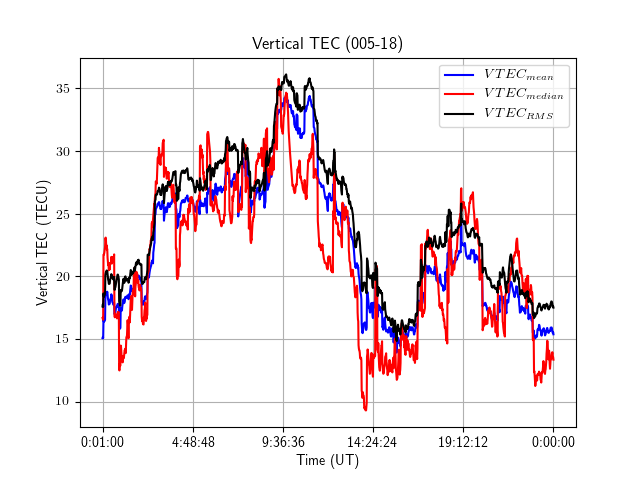 Vertical TEC (005-18)
VTEC_mean
VTEC_median
VTEC_RMS
35
30
25
20
15
10
Vertical TEC (TECU)
0:01:00 4:48:48 9:36:36 14:24:24 19:12:12 0:00:00
Time (UT)